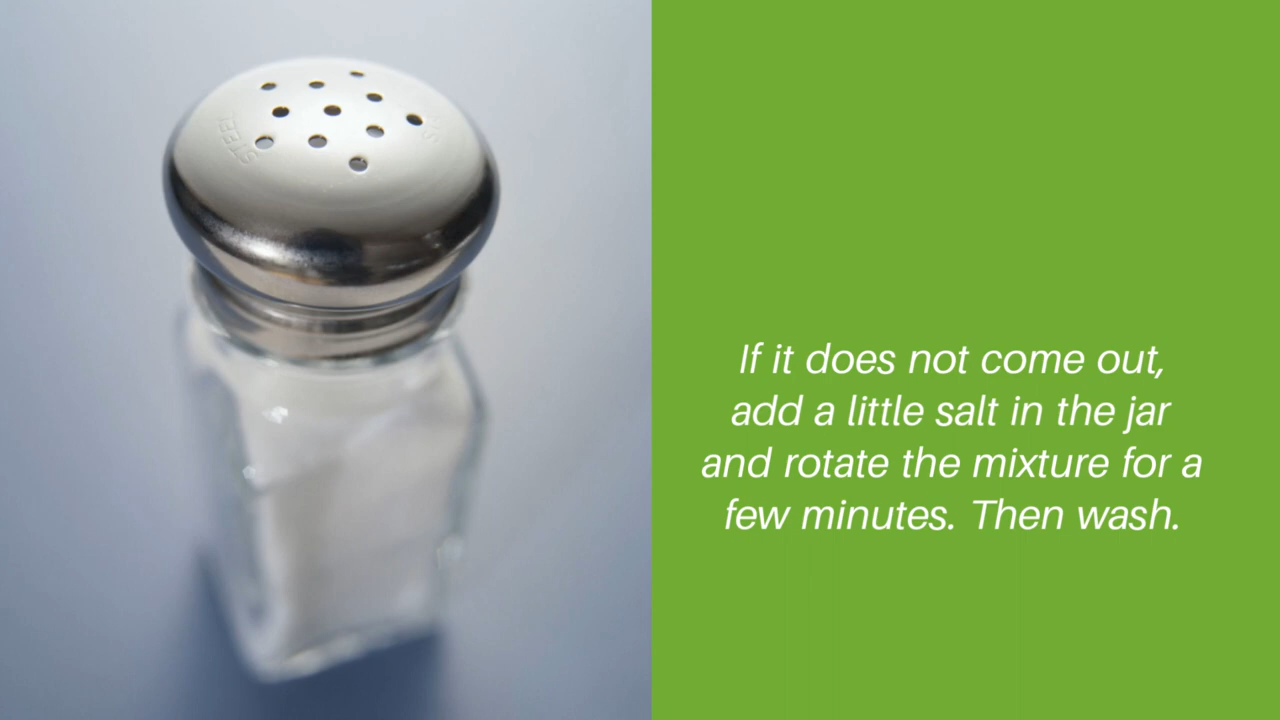 STEEL
If it does not come out,
add a little salt in the jar
and rotate the mixture for a
few minutes. Then wash.